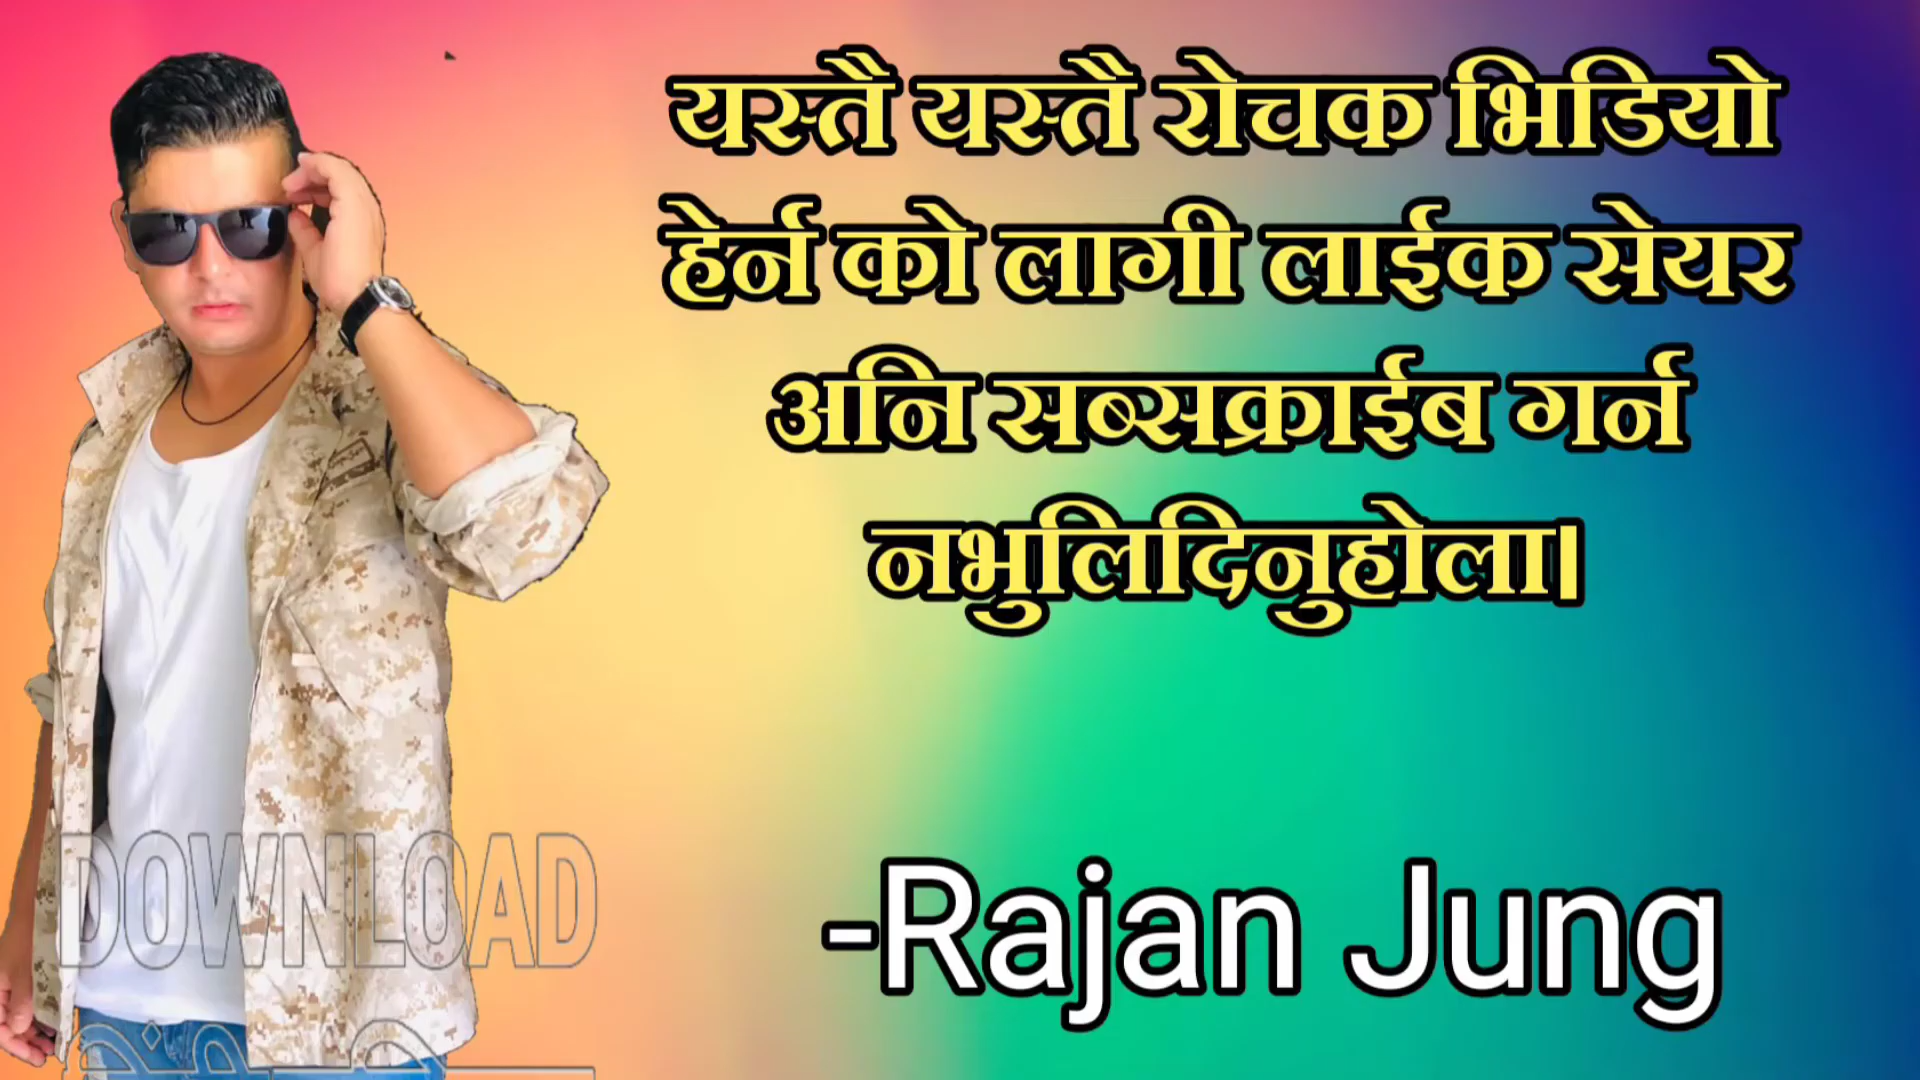 यस्तै यस्तै रोचक भिडियो
हेर्न को लागी लाईक सेयर
अनि सब्सक्राईब गर्न
नभुलिदिनुहोला।
-Rajan Jung
DOWNLOAD